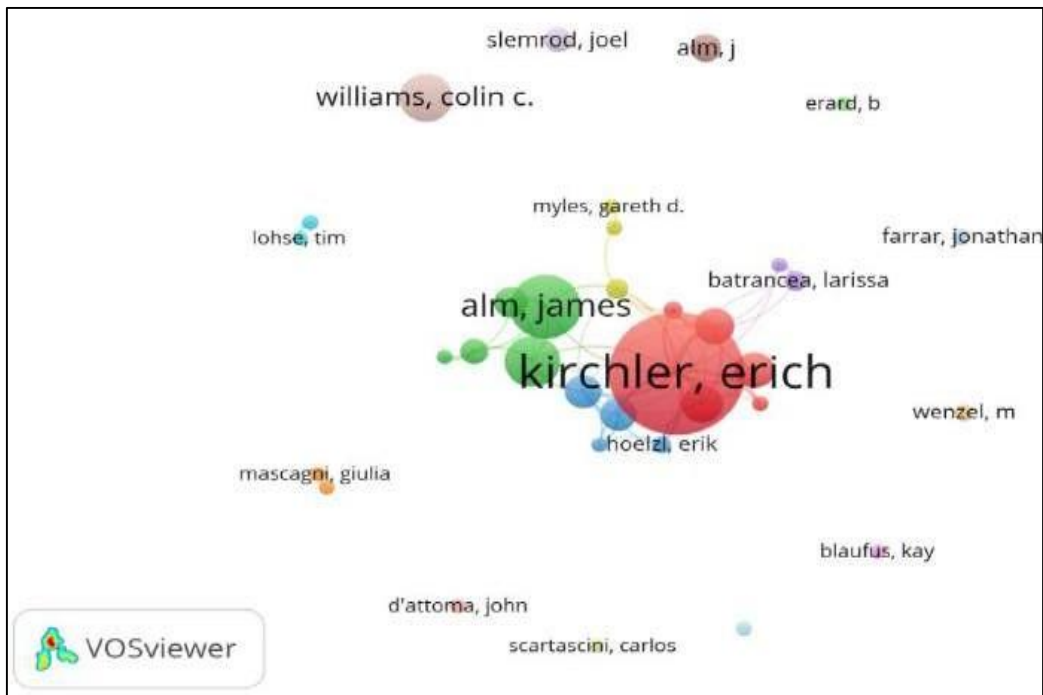 slemrod, joel
alm, j
williams, colin c.
erard, b
myles, gareth d.
lohse, tim
farrar, jonathan
batrancea, larissa
alm, james
kirchler, erich
wenzel, m
hoelzl, erik
mascagni, giulia
blaufus, kay
d'attoma, john
scartascini, carlos
VOSviewer